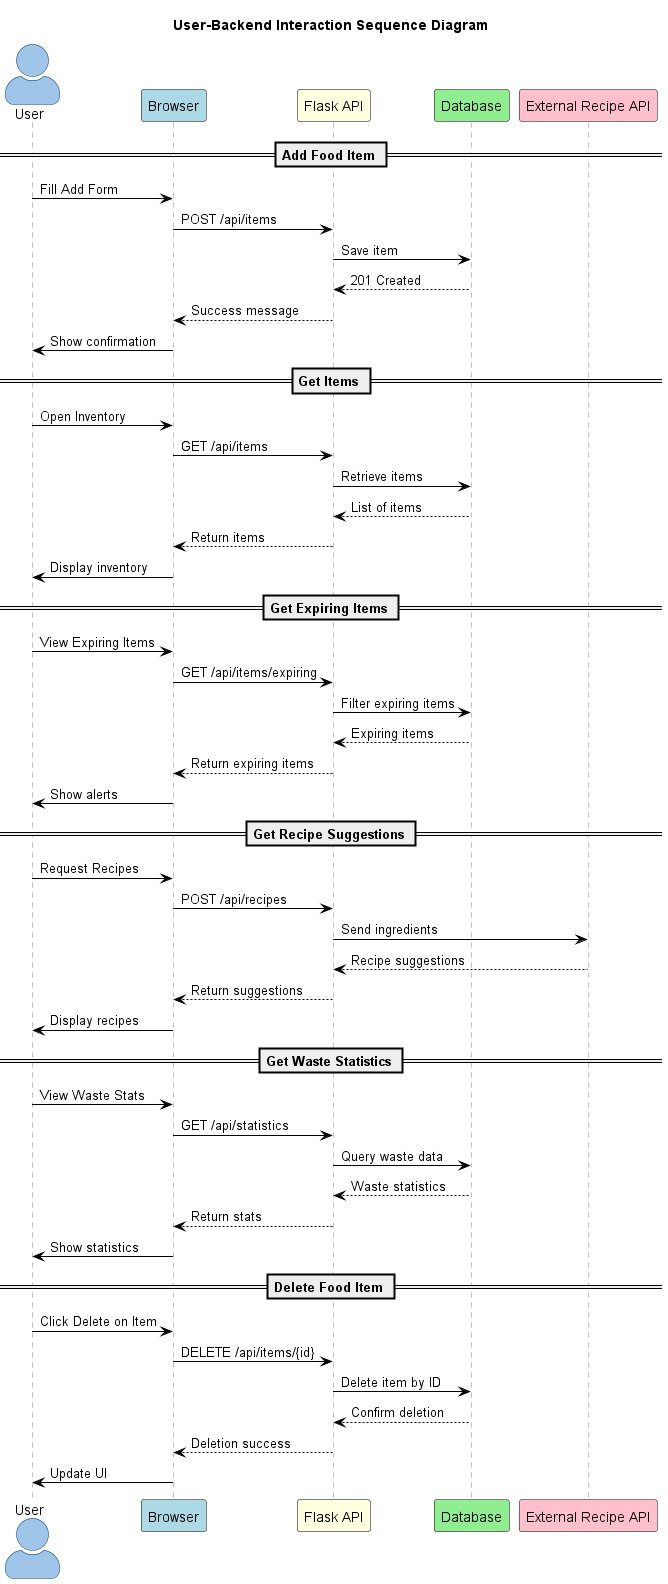 User-Backend Interaction Sequence Diagram
User
Browser
Flask API
Database
External Recipe API
Add Food Item
Fill Add Form
POST /api/items
Save item
201 Created
Success message
Show confirmation
Get Items
Open Inventory
GET /api/items
Retrieve items
List of items
Return items
Display inventory
Get Expiring Items
View Expiring Items
GET /api/items/expiring
Filter expiring items
Expiring items
Return expiring items
Show alerts
Get Recipe Suggestions
Request Recipes
POST /api/recipes
Send ingredients
Recipe suggestions
Return suggestions
Display recipes
Get Waste Statistics
View Waste Stats
GET /api/statistics
Query waste data
Waste statistics
Return stats
Show statistics
Delete Food Item
Click Delete on Item
DELETE /api/items/{id}
Delete item by ID
Confirm deletion
Deletion success
Update UI
User
Browser
Flask API
Database
External Recipe API